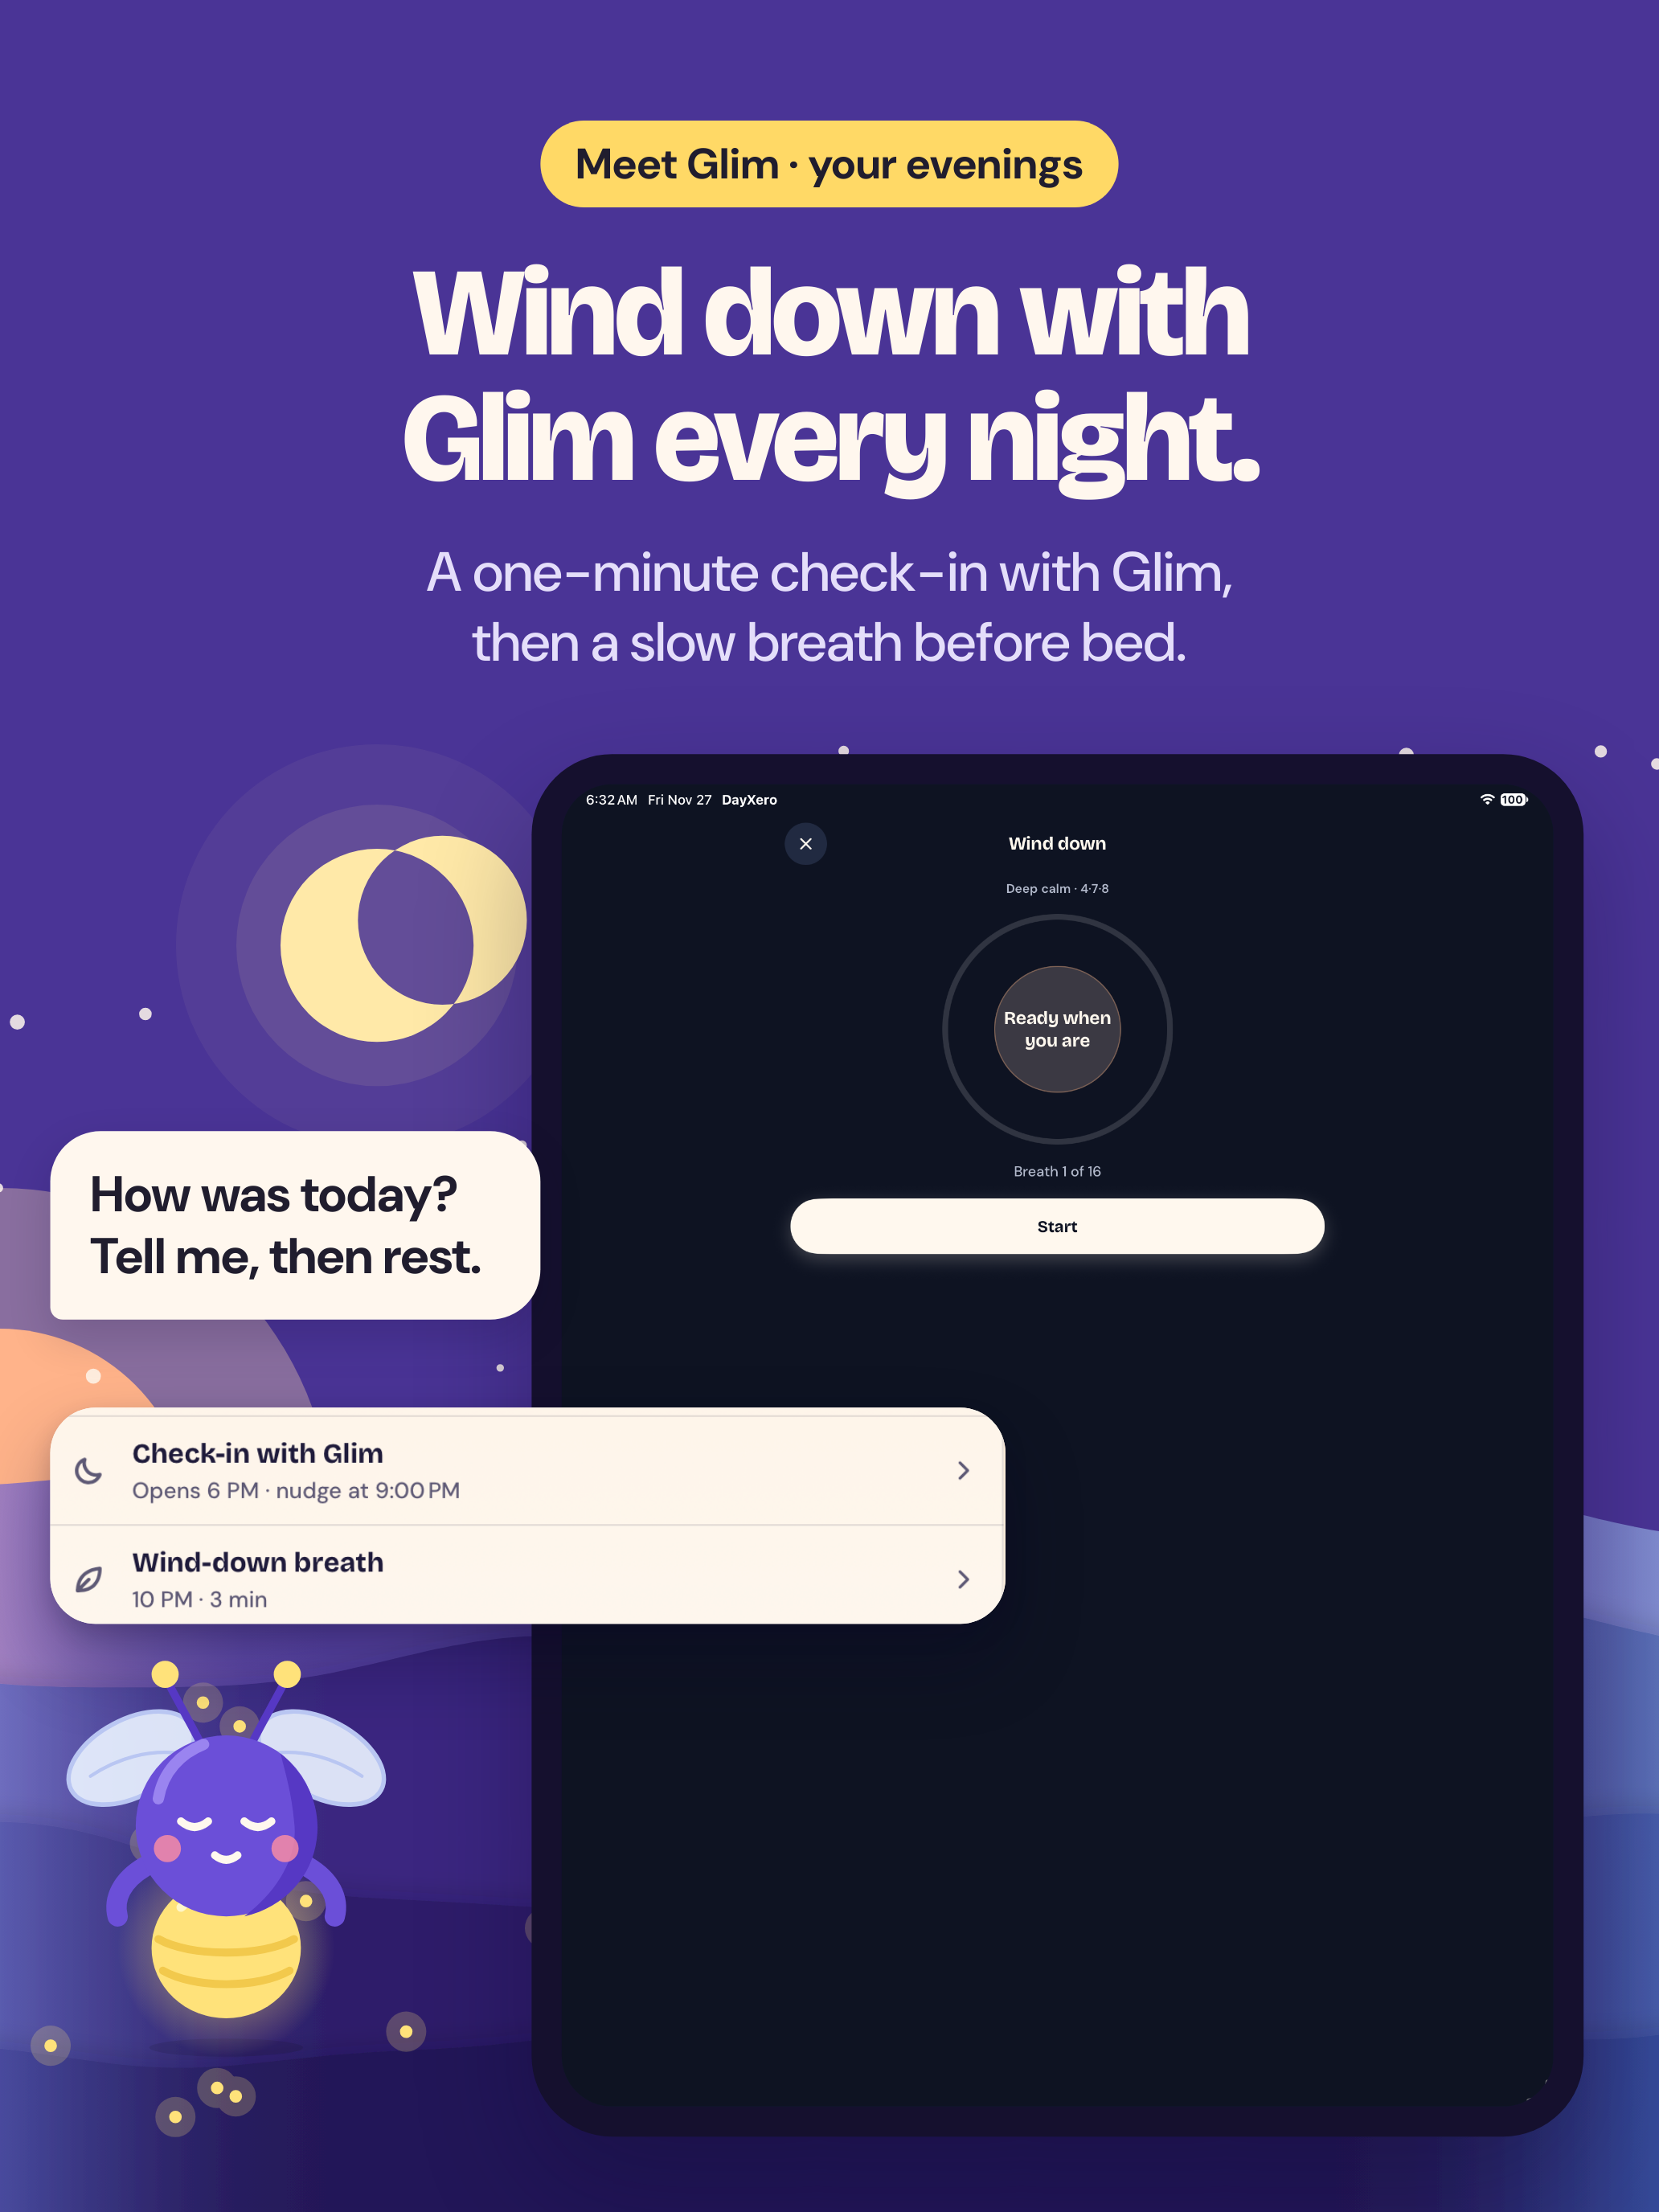 Meet Glim · your evenings
Wind down with
Glim every night.
A one-minute check-in with Glim,
then a slow breath before bed.
6:32 AM Fri Nov 27 DayXero
100
Wind down
Deep calm · 4-7-8
Ready when
you are
Breath 1 of 16
Start
How was today?
Tell me, then rest.
Check-in with Glim
Opens 6 PM · nudge at 9:00 PM
Wind-down breath
10 PM · 3 min